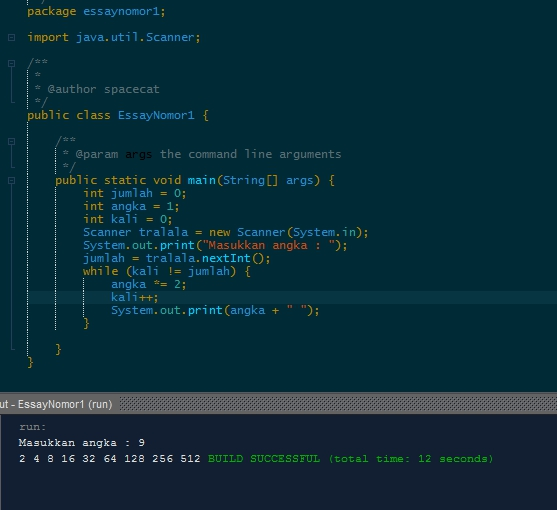 package essaynomor1;
import java.util.Scanner;
/**
*
* @author spacecat
*/
public class EssayNomor1 {
/**
* @param args the command line arguments
*/
public static void main(String[] args) {
int jumlah = 0;
int angka = 1;
int kali = 0;
Scanner tralala = new Scanner(System.in);
System.out.print("Masukkan angka : ");
jumlah = tralala.nextInt();
while (kali != jumlah) {
angka *= 2;
kali++;
System.out.print(angka + " ");
}
}
}
ut - EssayNomor1 (run)
run:
Masukkan angka : 9
2 4 8 16 32 64 128 256 512 BUILD SUCCESSFUL (total time: 12 seconds)